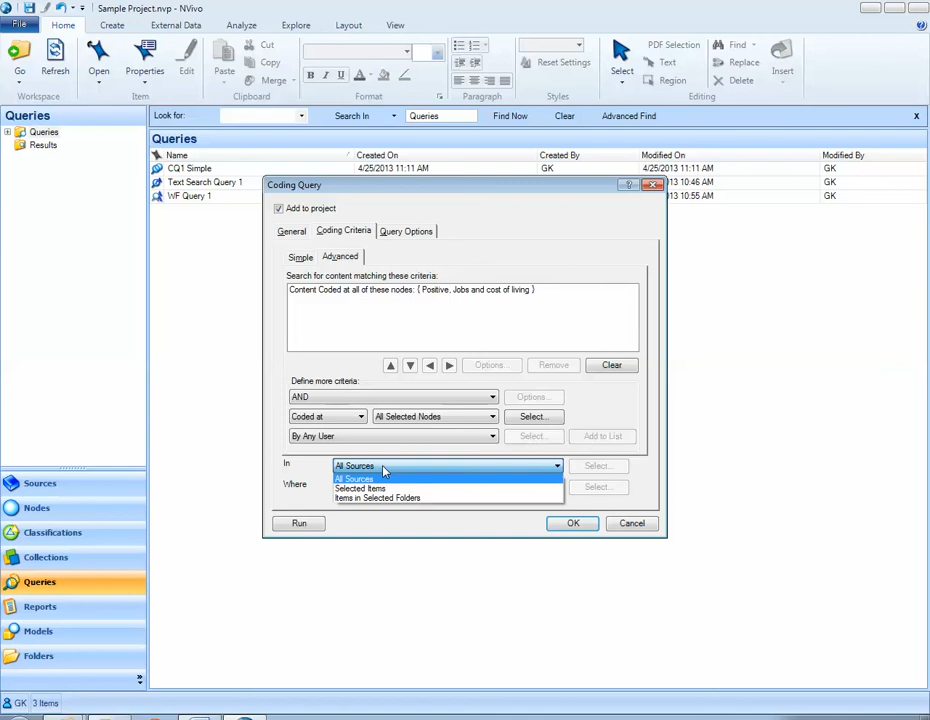 Sample Project.nvp - NVivo
File Home Create External Data Analyze Explore Layout View
Go Refresh Open Properties Edit Paste Cut Copy Merge
B I U A
Reset Settings
Select PDF Selection Text Region Find Replace Delete Insert
Workspace Item Clipboard Format Paragraph Styles Editing
Queries
Look for: Search In Queries Find Now Clear Advanced Find x
Queries
Results
Queries
Name Created On Created By Modified On Modified By
CQ1 Simple 4/25/2013 11:11 AM GK 2013 11:11 AM GK
Text Search Query 1 2013 10:46 AM GK
WF Query 1 2013 10:55 AM GK
Coding Query
Add to project
General Coding Criteria Query Options
Simple Advanced
Search for content matching these criteria:
Content Coded at all of these nodes: { Positive, Jobs and cost of living }
Options... Remove Clear
Define more criteria:
AND Options...
Coded at All Selected Nodes Select...
By Any User Select... Add to List
In All Sources Select...
All Sources
Where Selected Items Select...
Items in Selected Folders
Run OK Cancel
Sources
Nodes
Classifications
Collections
Queries
Reports
Models
Folders
GK 3 Items